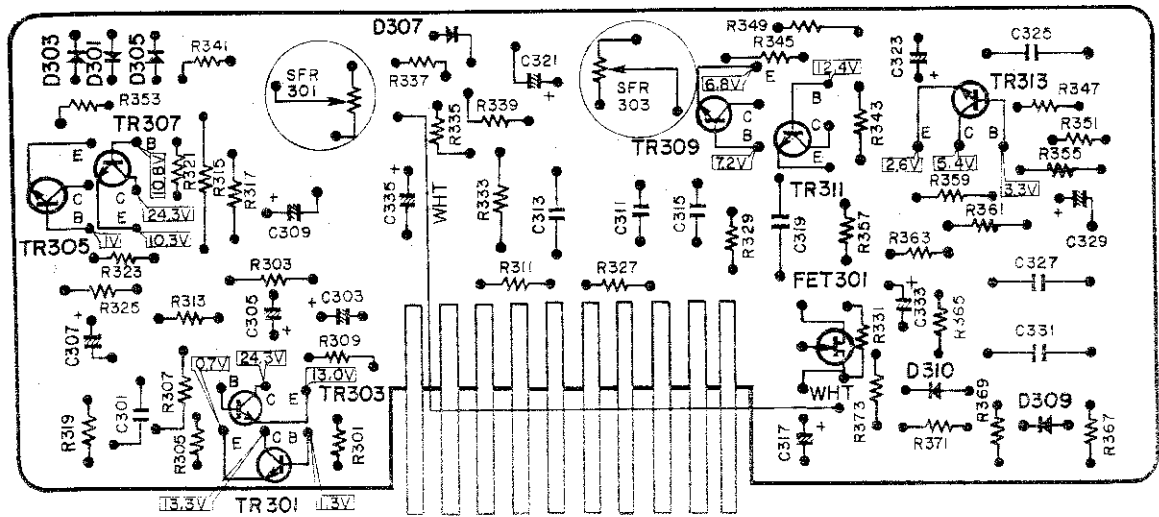 R349
D307
C325
R345
C323
D303
D301
D305
R341
C321
12.4V
SFR
301
R337
6.8V
E
SFR
303
TR313
R353
R339
B
R347
TR307
R335
C
C
R343
R351
E
B
B
TR309
E
C
B
10.8V
R321
R315
R317
E
7.2V
2.6V
5.4V
R355
3.3V
C
C
C335
WHT
R333
C313
C311
C315
TR311
R359
24.3V
B
E
C309
C319
R357
R361
TR305
1V
10.3V
R329
C329
R323
R303
R311
R327
R363
FET301
C327
R325
R313
C305
C303
C333
R365
C307
R331
C331
R309
0.7V
24.3V
R307
13.0V
D310
B
C
E
TR303
WHT
R369
D309
R319
C301
R305
E
C
B
R301
C317
R373
R371
R367
13.3V
TR301
1.3V